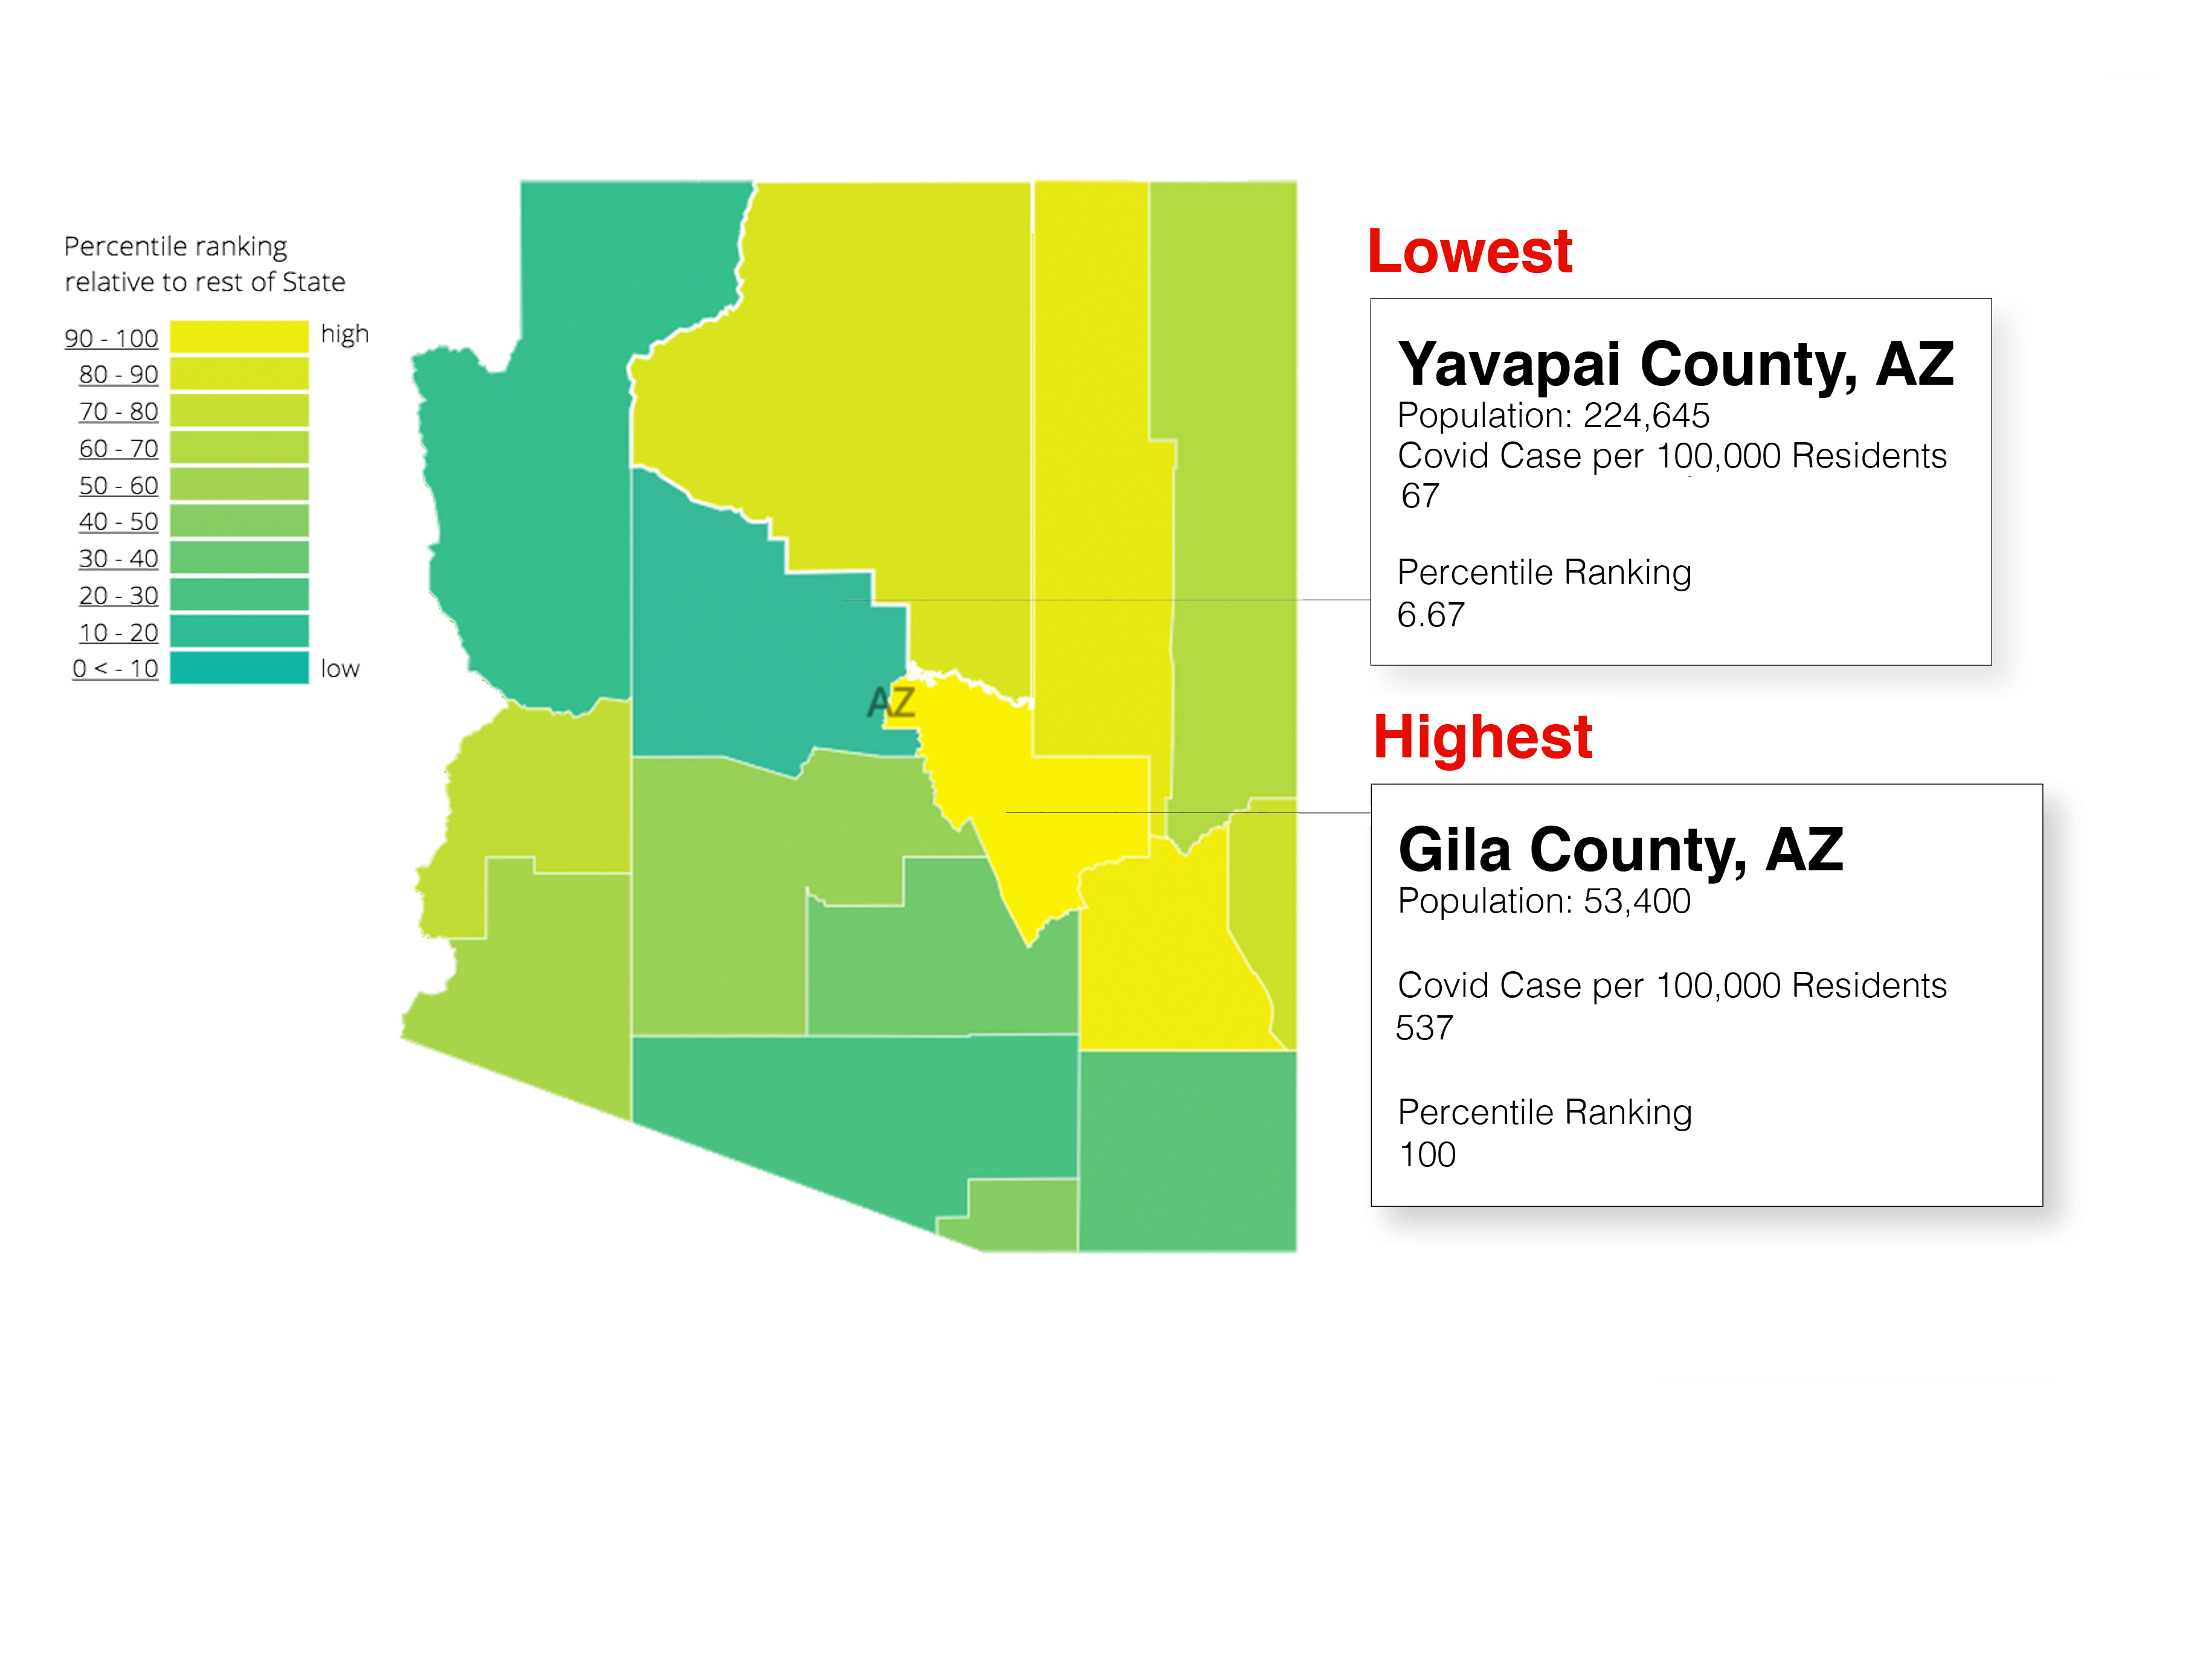 Percentile ranking
relative to rest of State
90 - 100
high
80 - 90
70 - 80
60 - 70
50 - 60
40 - 50
30 - 40
20 - 30
10 - 20
0 < - 10
low
AZ
Lowest
Yavapai County, AZ
Population: 224,645
Covid Case per 100,000 Residents
67
Percentile Ranking
6.67
Highest
Gila County, AZ
Population: 53,400
Covid Case per 100,000 Residents
537
Percentile Ranking
100